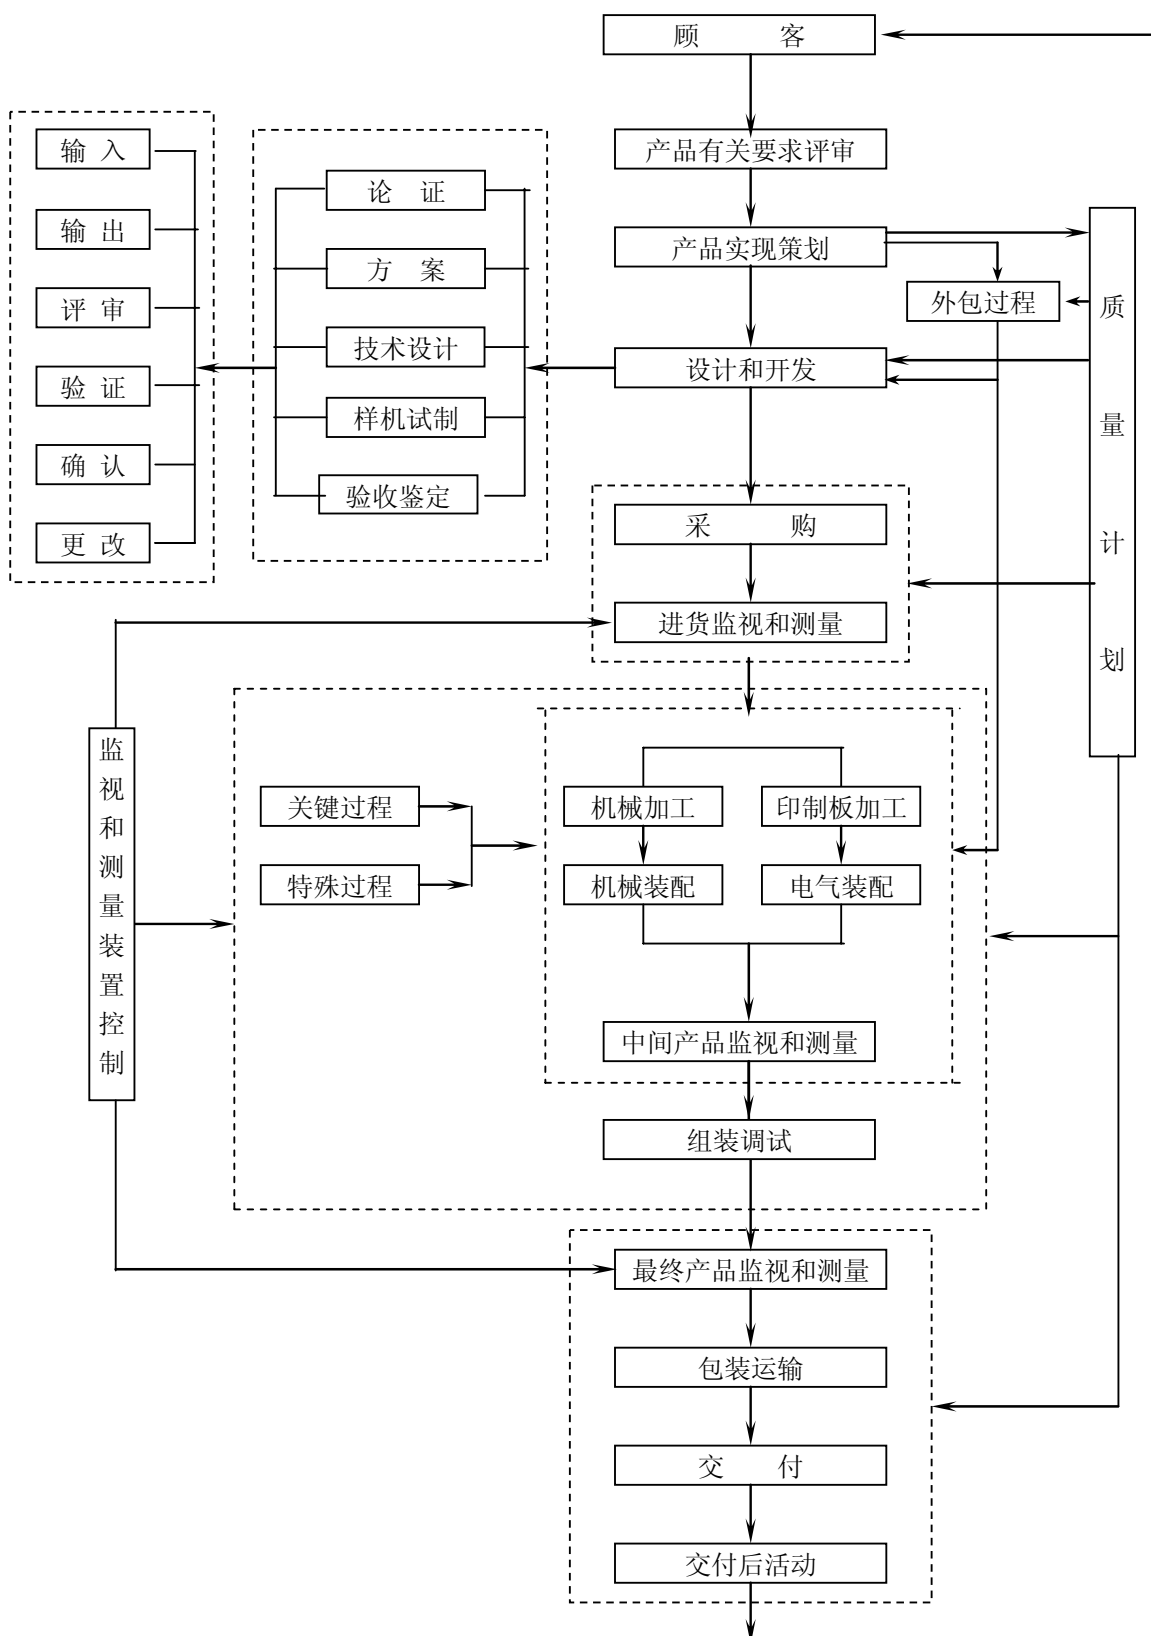 顾 客
产品有关要求评审
产品实现策划
外包过程
设计和开发
质量计划
输 入
输 出
评 审
验 证
确 认
更 改
论 证
方 案
技术设计
样机试制
验收鉴定
采 购
进货监视和测量
监视和测量装置控制
关键过程
特殊过程
机械加工
印制板加工
机械装配
电气装配
中间产品监视和测量
组装调试
最终产品监视和测量
包装运输
交 付
交付后活动